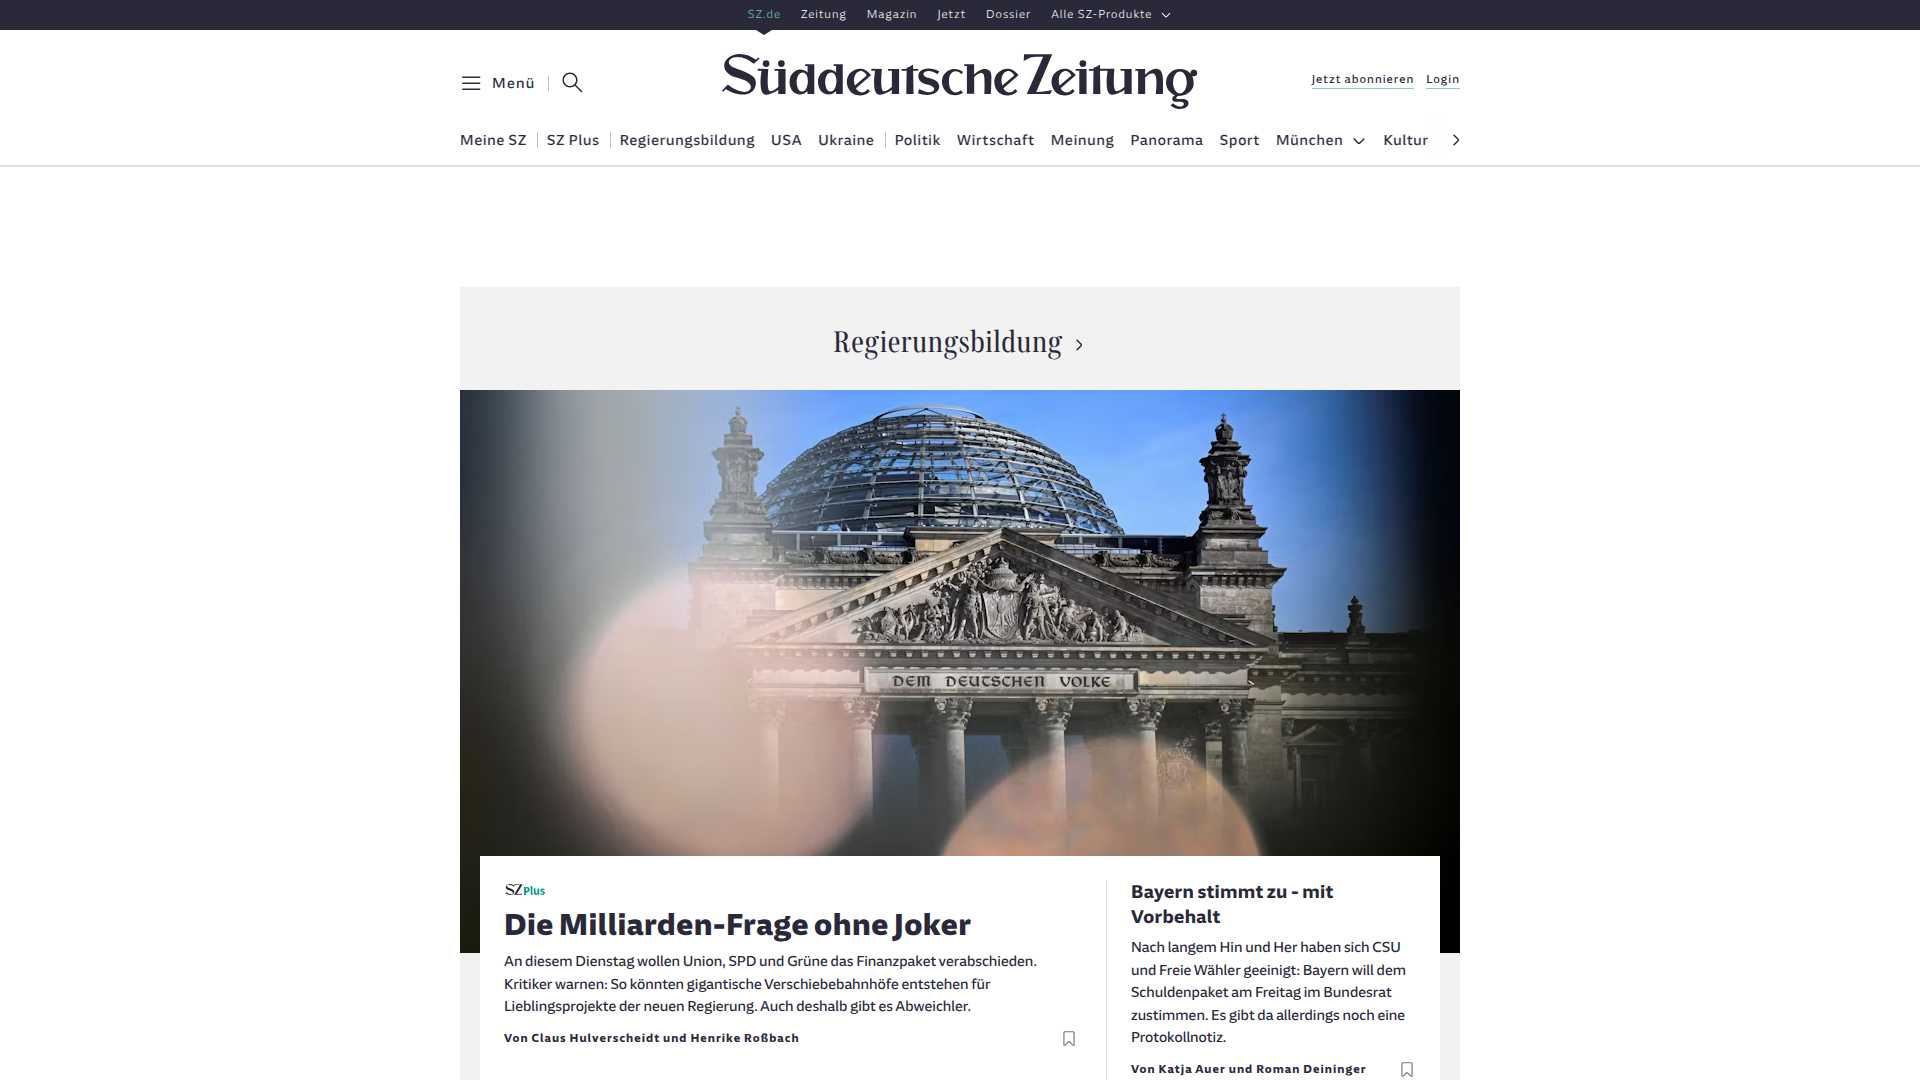 SZ.de Zeitung Magazin Jetzt Dossier Alle SZ-Produkte
Menü
Süddeutsche Zeitung
Jetzt abonnieren Login
Meine SZ SZ Plus Regierungsbildung USA Ukraine Politik Wirtschaft Meinung Panorama Sport München Kultur
Regierungsbildung
DEM DEUTSCHEN VOLKE
SZ Plus
Die Milliarden-Frage ohne Joker
An diesem Dienstag wollen Union, SPD und Grüne das Finanzpaket verabschieden.
Kritiker warnen: So könnten gigantische Verschiebebahnhöfe entstehen für
Lieblingsprojekte der neuen Regierung. Auch deshalb gibt es Abweichler.
Von Claus Hulverscheidt und Henrike Roßbach
Bayern stimmt zu - mit
Vorbehalt
Nach langem Hin und Her haben sich CSU
und Freie Wähler geeinigt: Bayern will dem
Schuldenpaket am Freitag im Bundesrat
zustimmen. Es gibt da allerdings noch eine
Protokollnotiz.
Von Katja Auer und Roman Deininger